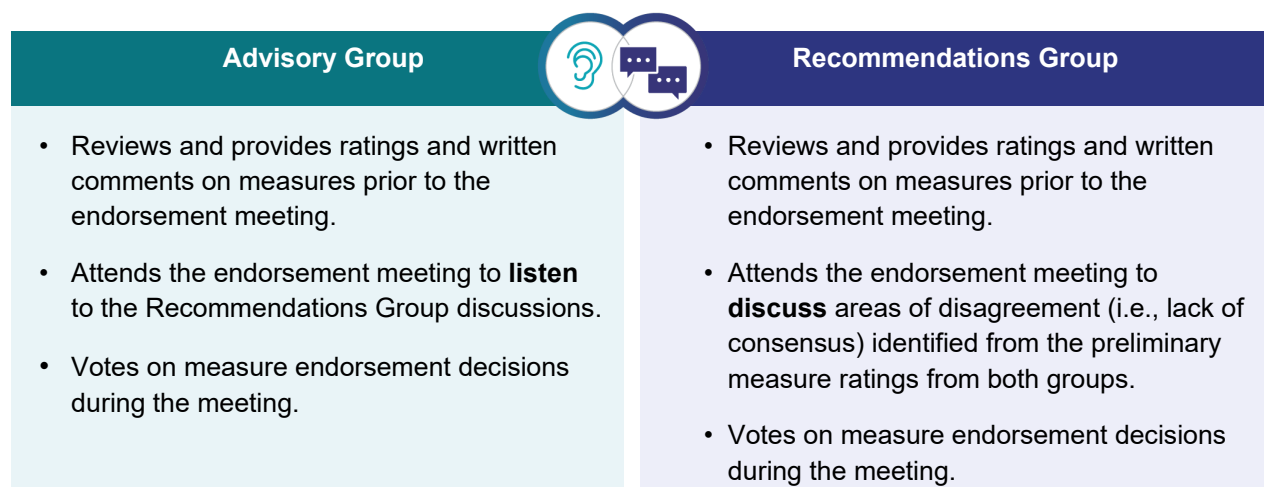 Advisory Group
• Reviews and provides ratings and written
comments on measures prior to the
endorsement meeting.
• Attends the endorsement meeting to listen
to the Recommendations Group discussions.
• Votes on measure endorsement decisions
during the meeting.
Recommendations Group
• Reviews and provides ratings and written
comments on measures prior to the
endorsement meeting.
• Attends the endorsement meeting to
discuss areas of disagreement (i.e., lack of
consensus) identified from the preliminary
measure ratings from both groups.
• Votes on measure endorsement decisions
during the meeting.